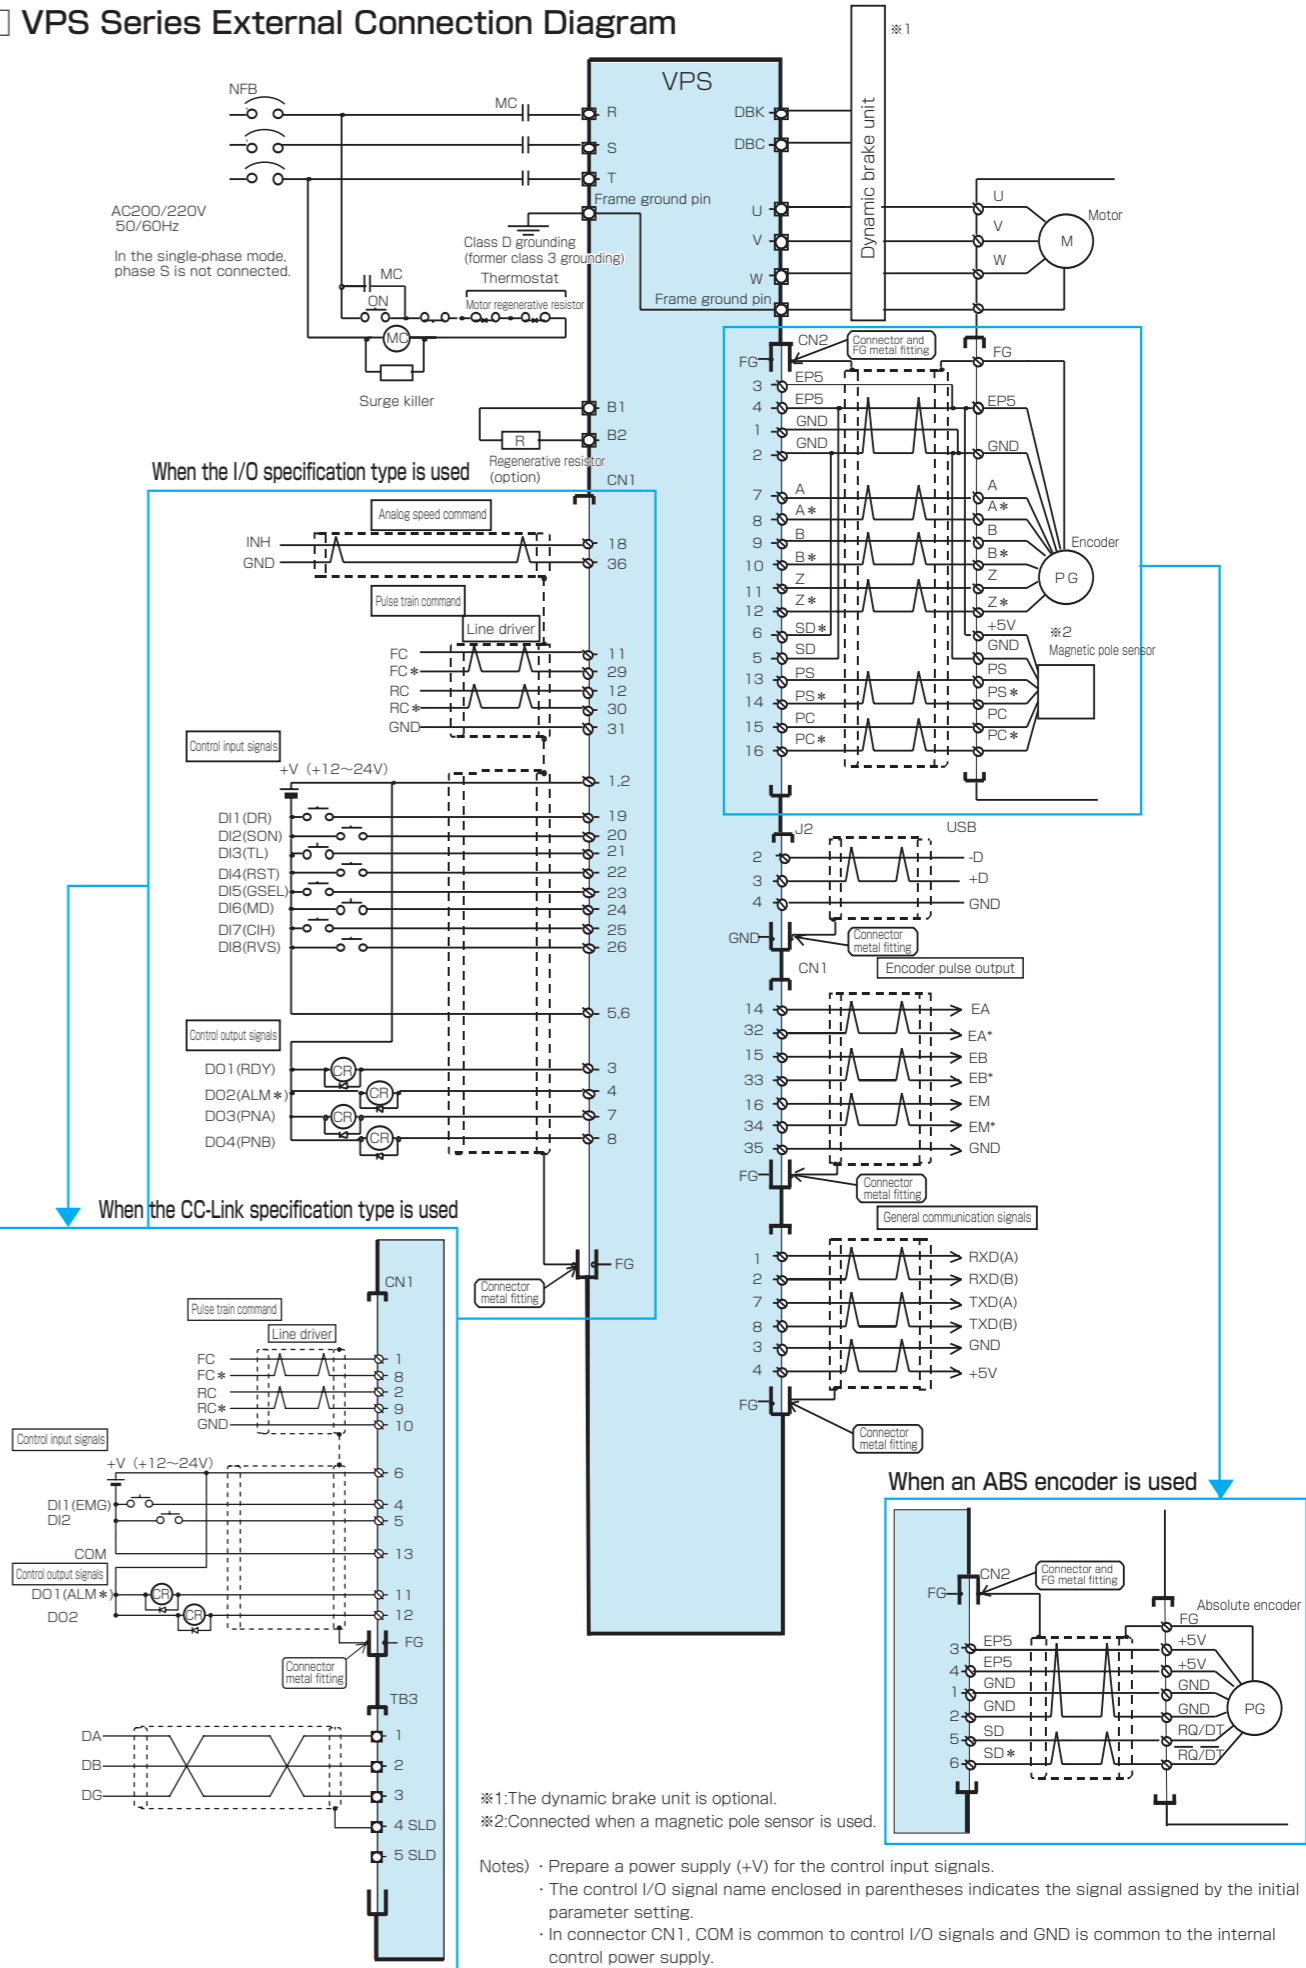 □ VPS Series External Connection Diagram
※1
NFB
MC
VPS
R
S
T
DBK
DBC
Dynamic brake unit
AC200/220V
50/60Hz
In the single-phase mode,
phase S is not connected.
Frame ground pin
Class D grounding
(former class 3 grounding)
Thermostat
Motor regenerative resistor
MC
ON
MC
Surge killer
U
V
W
Frame ground pin
U
V
W
Motor
M
B1
B2
R
Regenerative resistor
(option)
CN1
When the I/O specification type is used
Analog speed command
INH
GND
18
36
Pulse train command
Line driver
FC
FC＊
RC
RC＊
GND
11
29
12
30
31
Control input signals
+V (+12～24V)
1,2
DI1(DR)
19
DI2(SON)
20
DI3(TL)
21
DI4(RST)
22
DI5(GSEL)
23
DI6(MD)
24
DI7(CIH)
25
DI8(RVS)
26
5,6
Control output signals
DO1(RDY)
CR
3
DO2(ALM＊)
CR
4
DO3(PNA)
CR
7
DO4(PNB)
CR
8
FG
Connector
metal fitting
CN2
Connector and
FG metal fitting
FG
FG
3
EP5
4
EP5
EP5
1
GND
2
GND
GND
7
A
A
8
A＊
A＊
9
B
B
10
B＊
B＊
11
Z
Z
12
Z＊
Z＊
6
SD＊
+5V
5
SD
GND
13
PS
PS
14
PS＊
PS＊
15
PC
PC
16
PC＊
PC＊
Encoder
PG
※2
Magnetic pole sensor
J2
USB
2
-D
3
+D
4
GND
GND
Connector
metal fitting
CN1
Encoder pulse output
14
EA
32
EA*
15
EB
33
EB*
16
EM
34
EM*
35
GND
FG
Connector
metal fitting
General communication signals
1
RXD(A)
2
RXD(B)
7
TXD(A)
8
TXD(B)
3
GND
4
+5V
FG
Connector
metal fitting
When the CC-Link specification type is used
CN1
Pulse train command
Line driver
FC
1
FC＊
8
RC
2
RC＊
9
GND
10
Control input signals
+V (+12～24V)
6
DI1(EMG)
4
DI2
5
COM
13
Control output signals
DO1(ALM＊)
CR
11
DO2
CR
12
FG
Connector
metal fitting
TB3
DA
1
DB
2
DG
3
4 SLD
5 SLD
When an ABS encoder is used
CN2
Connector and
FG metal fitting
FG
Absolute encoder
FG
3
EP5
+5V
4
EP5
+5V
1
GND
GND
2
GND
GND
5
SD
RQ/DT
6
SD＊
RQ/DT
PG
※1:The dynamic brake unit is optional.
※2:Connected when a magnetic pole sensor is used.
Notes) ・Prepare a power supply (+V) for the control input signals.
・The control I/O signal name enclosed in parentheses indicates the signal assigned by the initial
parameter setting.
・In connector CN1, COM is common to control I/O signals and GND is common to the internal
control power supply.